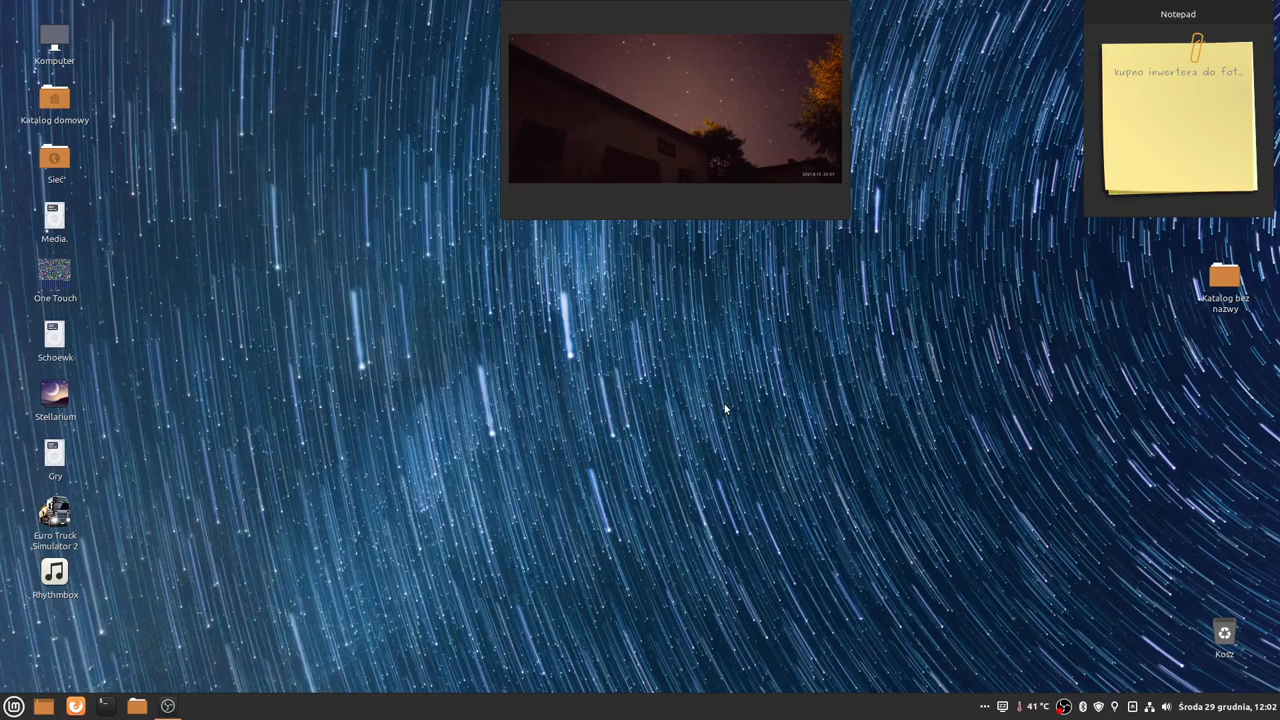 Notepad
kupno inwertera do fot...
Komputer
Katalog domowy
Sieć
Media.
One Touch
Schoewk
Stellarium
Gry
Euro Truck
Simulator 2
Rhythmbox
Katalog bez
nazwy
Kosz
41 °C
Środa 29 grudnia, 12:02